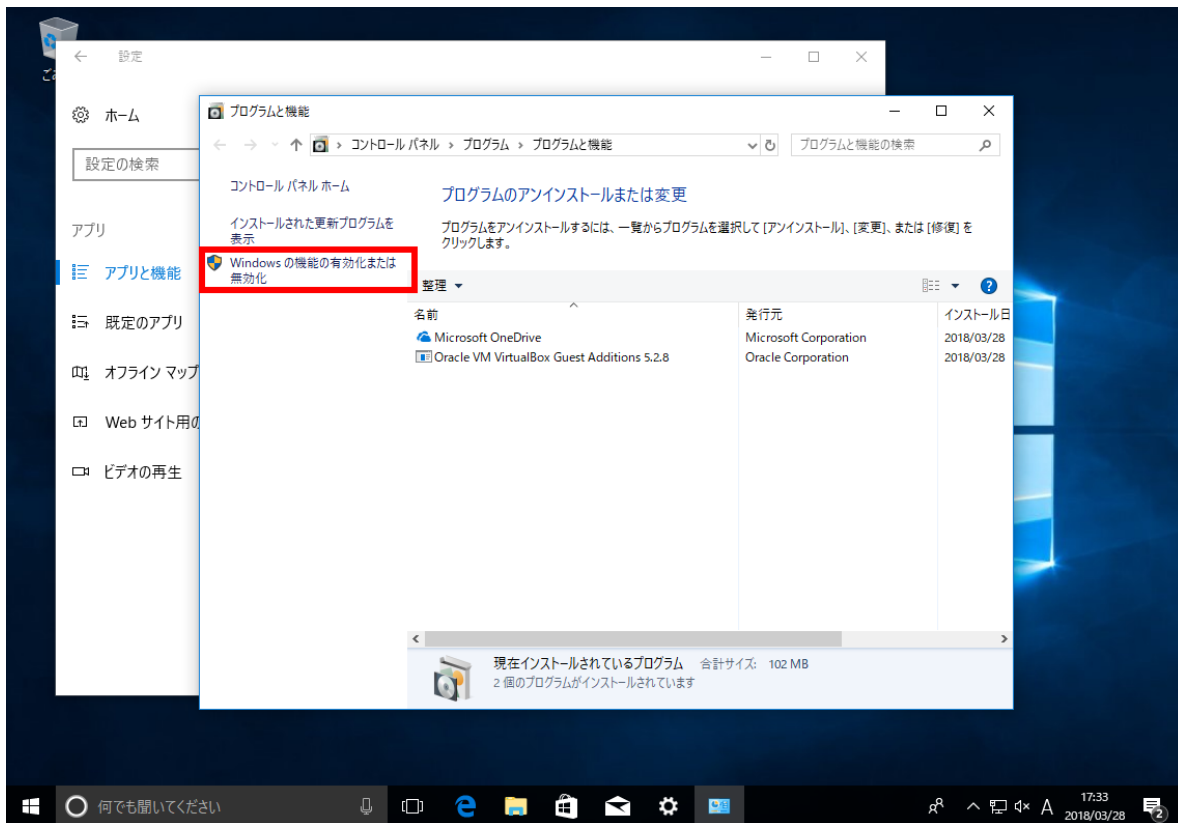 設定
ホーム
設定の検索
アプリ
アプリと機能
既定のアプリ
オフライン マップ
Web サイト用の
ビデオの再生
プログラムと機能
コントロール パネル › プログラム › プログラムと機能
プログラムと機能の検索
コントロール パネル ホーム
インストールされた更新プログラムを
表示
Windows の機能の有効化または
無効化
プログラムのアンインストールまたは変更
プログラムをアンインストールするには、一覧からプログラムを選択して [アンインストール]、[変更]、または [修復] を
クリックします。
整理
名前 発行元 インストール日
Microsoft OneDrive Microsoft Corporation 2018/03/28
Oracle VM VirtualBox Guest Additions 5.2.8 Oracle Corporation 2018/03/28
現在インストールされているプログラム 合計サイズ: 102 MB
2 個のプログラムがインストールされています
何でも聞いてください
A
17:33
2018/03/28
2